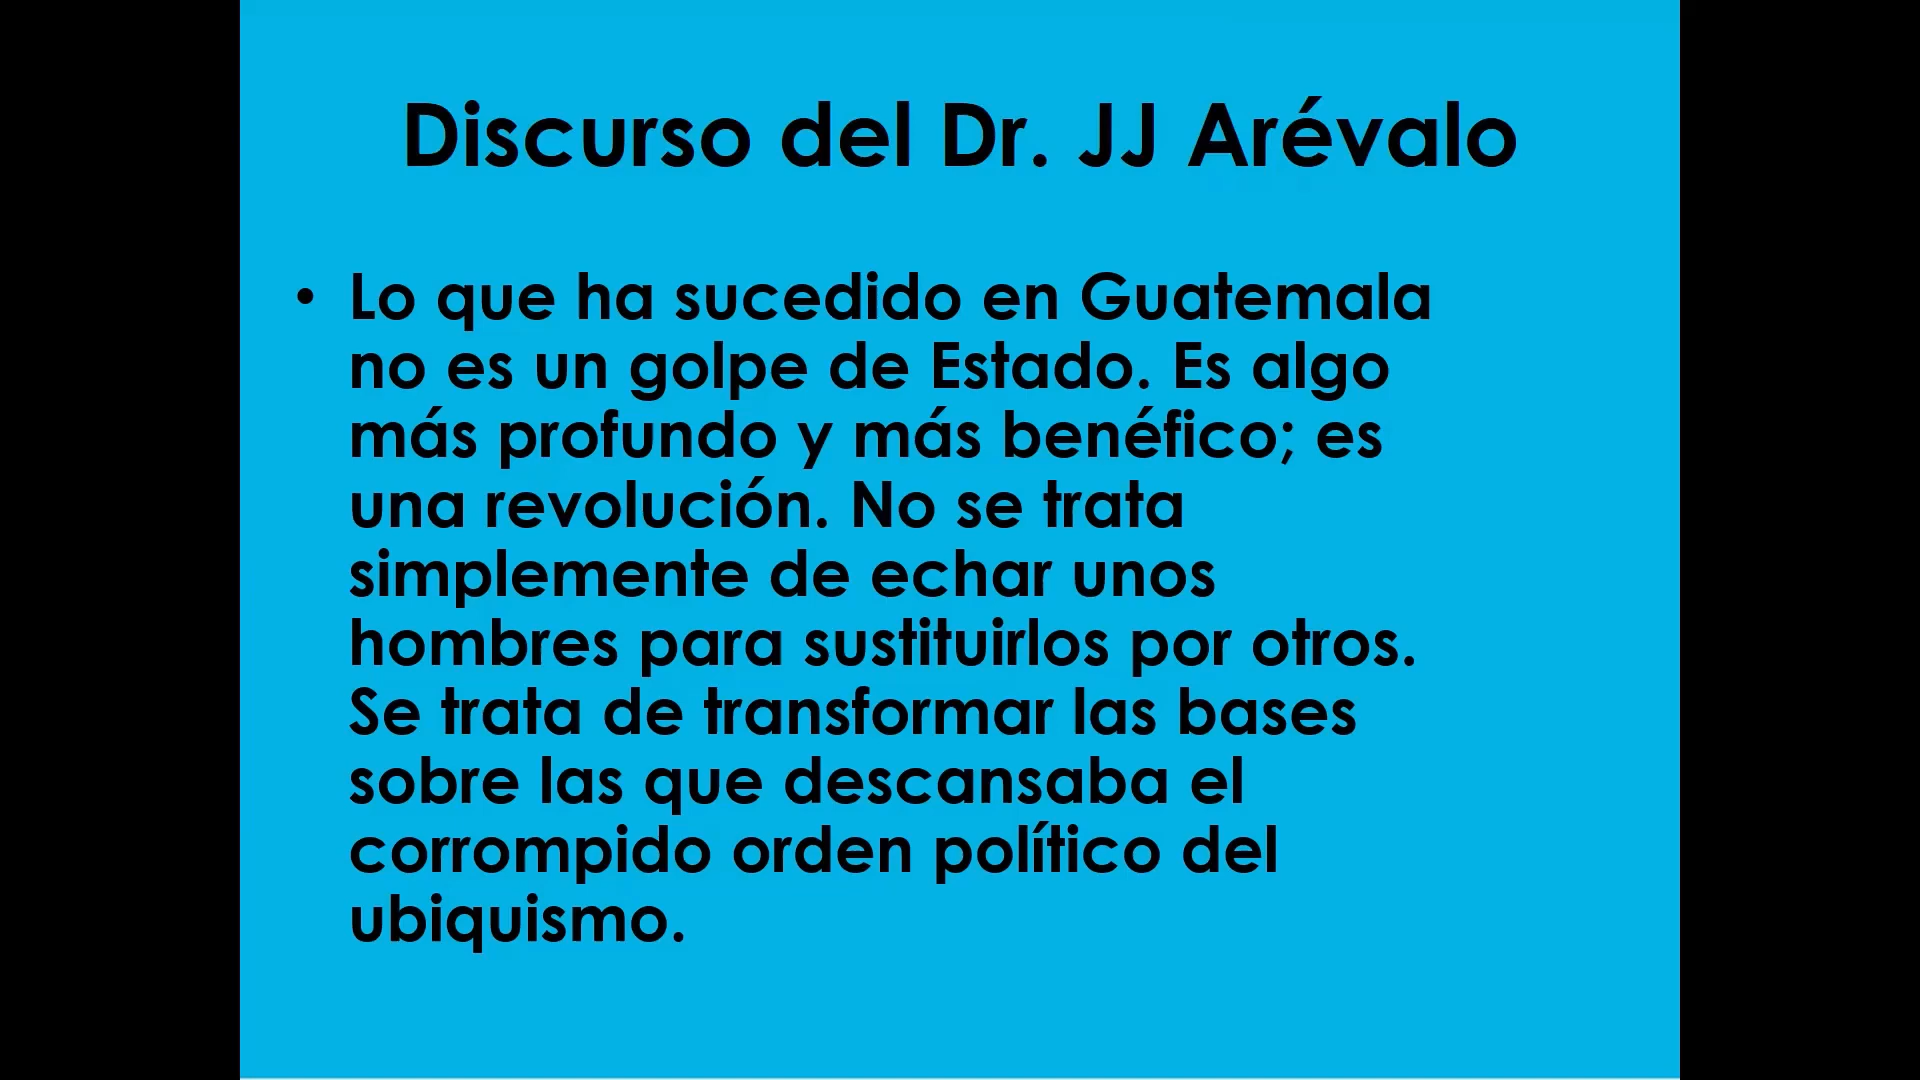 Discurso del Dr. JJ Arévalo
• Lo que ha sucedido en Guatemala
no es un golpe de Estado. Es algo
más profundo y más benéfico; es
una revolución. No se trata
simplemente de echar unos
hombres para sustituirlos por otros.
Se trata de transformar las bases
sobre las que descansaba el
corrompido orden político del
ubiquismo.